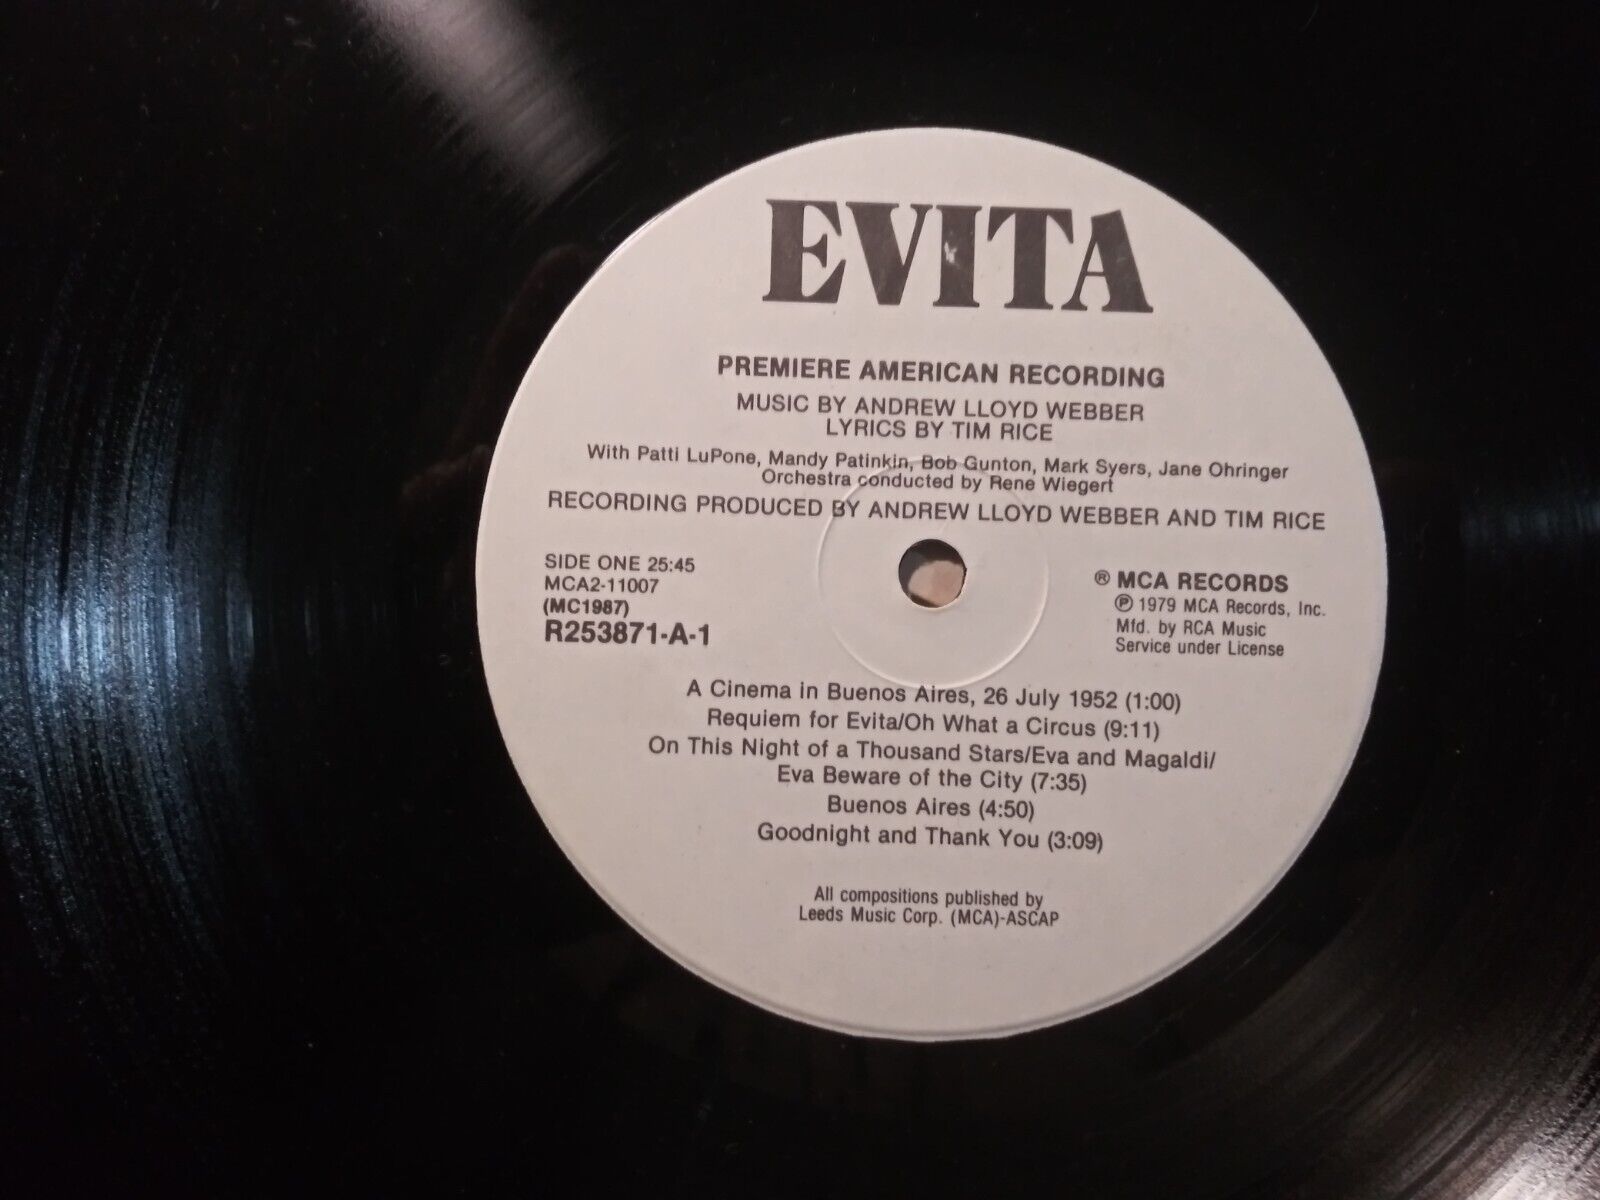 EVITA
PREMIERE AMERICAN RECORDING
MUSIC BY ANDREW LLOYD WEBBER
LYRICS BY TIM RICE
With Patti LuPone, Mandy Patinkin, Bob Gunton, Mark Syers, Jane Ohringer
Orchestra conducted by Rene Wiegert
RECORDING PRODUCED BY ANDREW LLOYD WEBBER AND TIM RICE
SIDE ONE 25:45
MCA2-11007
(MC1987)
R253871-A-1
® MCA RECORDS
℗ 1979 MCA Records, Inc.
Mfd. by RCA Music
Service under License
A Cinema in Buenos Aires, 26 July 1952 (1:00)
Requiem for Evita/Oh What a Circus (9:11)
On This Night of a Thousand Stars/Eva and Magaldi/
Eva Beware of the City (7:35)
Buenos Aires (4:50)
Goodnight and Thank You (3:09)
All compositions published by
Leeds Music Corp. (MCA)-ASCAP